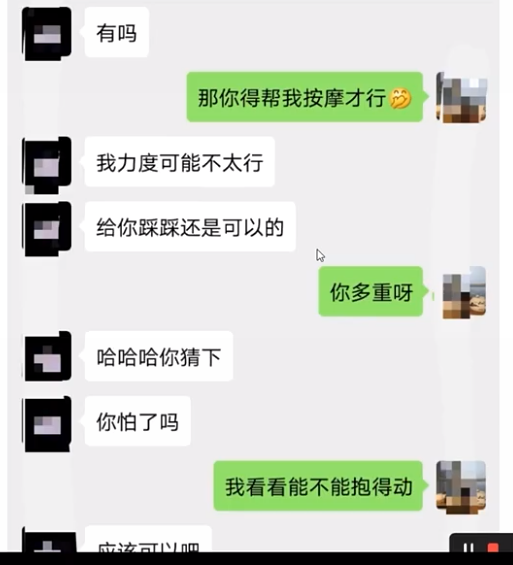 有吗
那你得帮我按摩才行🤭
我力度可能不太行
给你踩踩还是可以的
你多重呀
哈哈哈你猜下
你怕了吗
我看看能不能抱得动
应该可以吧